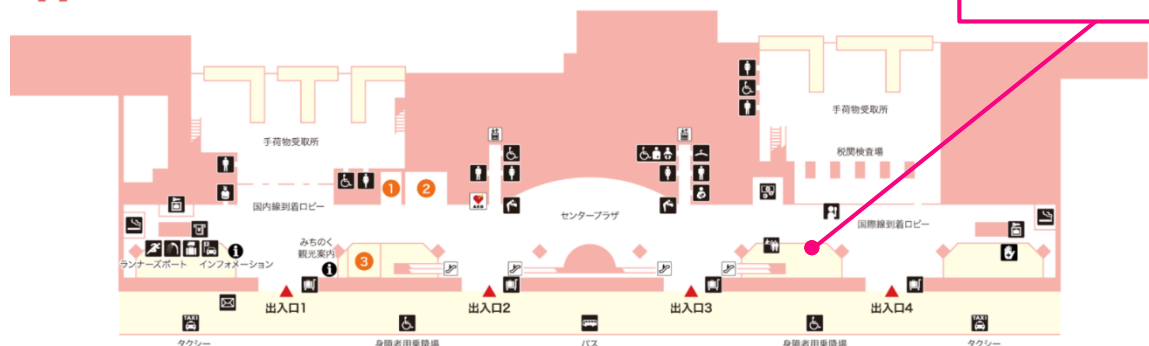 手荷物受取所
手荷物受取所
税関検査場
国内線到着ロビー
1
2
AED
センタープラザ
国際線到着ロビー
みちのく
観光案内
3
ランナーズポート
インフォメーション
出入口1
出入口2
出入口3
出入口4
TAXI
TAXI
タクシー
身障者用乗降場
バス
身障者用乗降場
タクシー